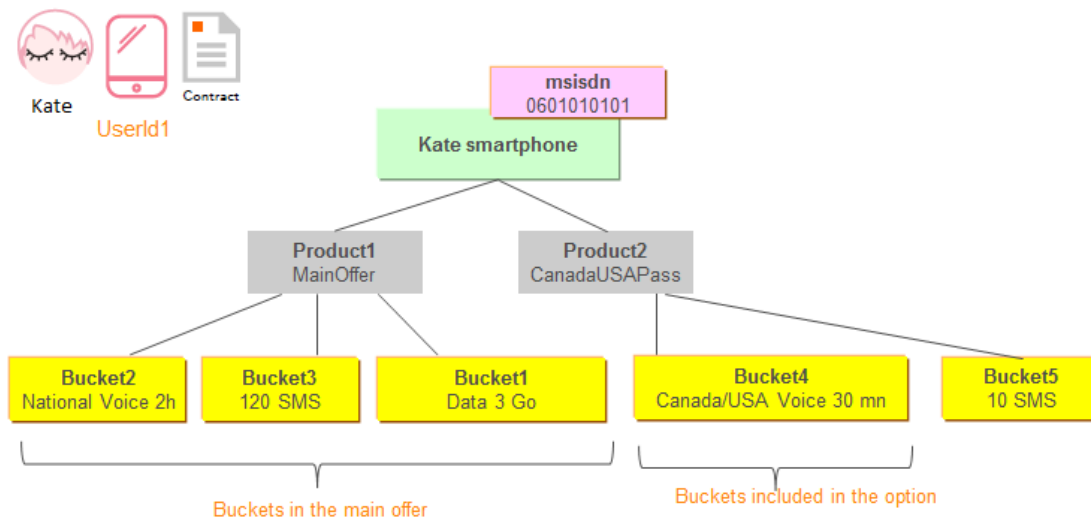 Kate
UserId1
Contract
msisdn
0601010101
Kate smartphone
Product1
MainOffer
Product2
CanadaUSAPass
Bucket2
National Voice 2h
Bucket3
120 SMS
Bucket1
Data 3 Go
Bucket4
Canada/USA Voice 30 mn
Bucket5
10 SMS
Buckets in the main offer
Buckets included in the option